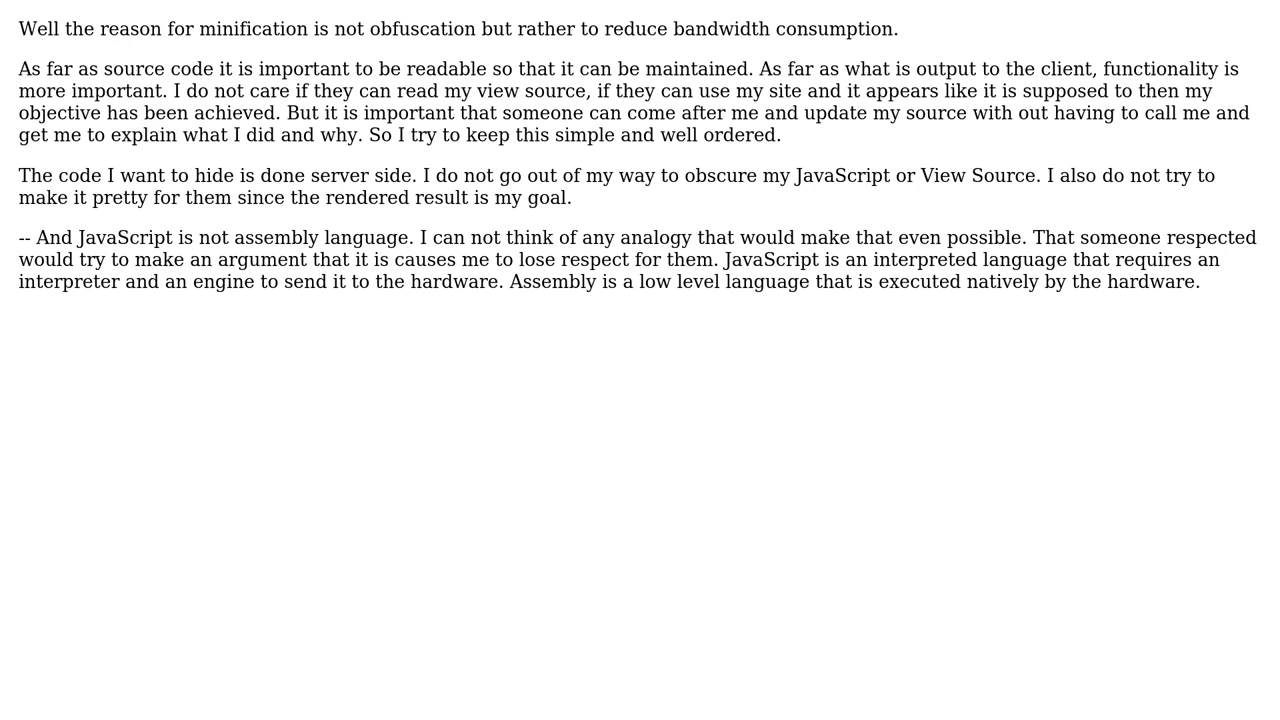 Well the reason for minification is not obfuscation but rather to reduce bandwidth consumption.
As far as source code it is important to be readable so that it can be maintained. As far as what is output to the client, functionality is
more important. I do not care if they can read my view source, if they can use my site and it appears like it is supposed to then my
objective has been achieved. But it is important that someone can come after me and update my source with out having to call me and
get me to explain what I did and why. So I try to keep this simple and well ordered.
The code I want to hide is done server side. I do not go out of my way to obscure my JavaScript or View Source. I also do not try to
make it pretty for them since the rendered result is my goal.
-- And JavaScript is not assembly language. I can not think of any analogy that would make that even possible. That someone respected
would try to make an argument that it is causes me to lose respect for them. JavaScript is an interpreted language that requires an
interpreter and an engine to send it to the hardware. Assembly is a low level language that is executed natively by the hardware.